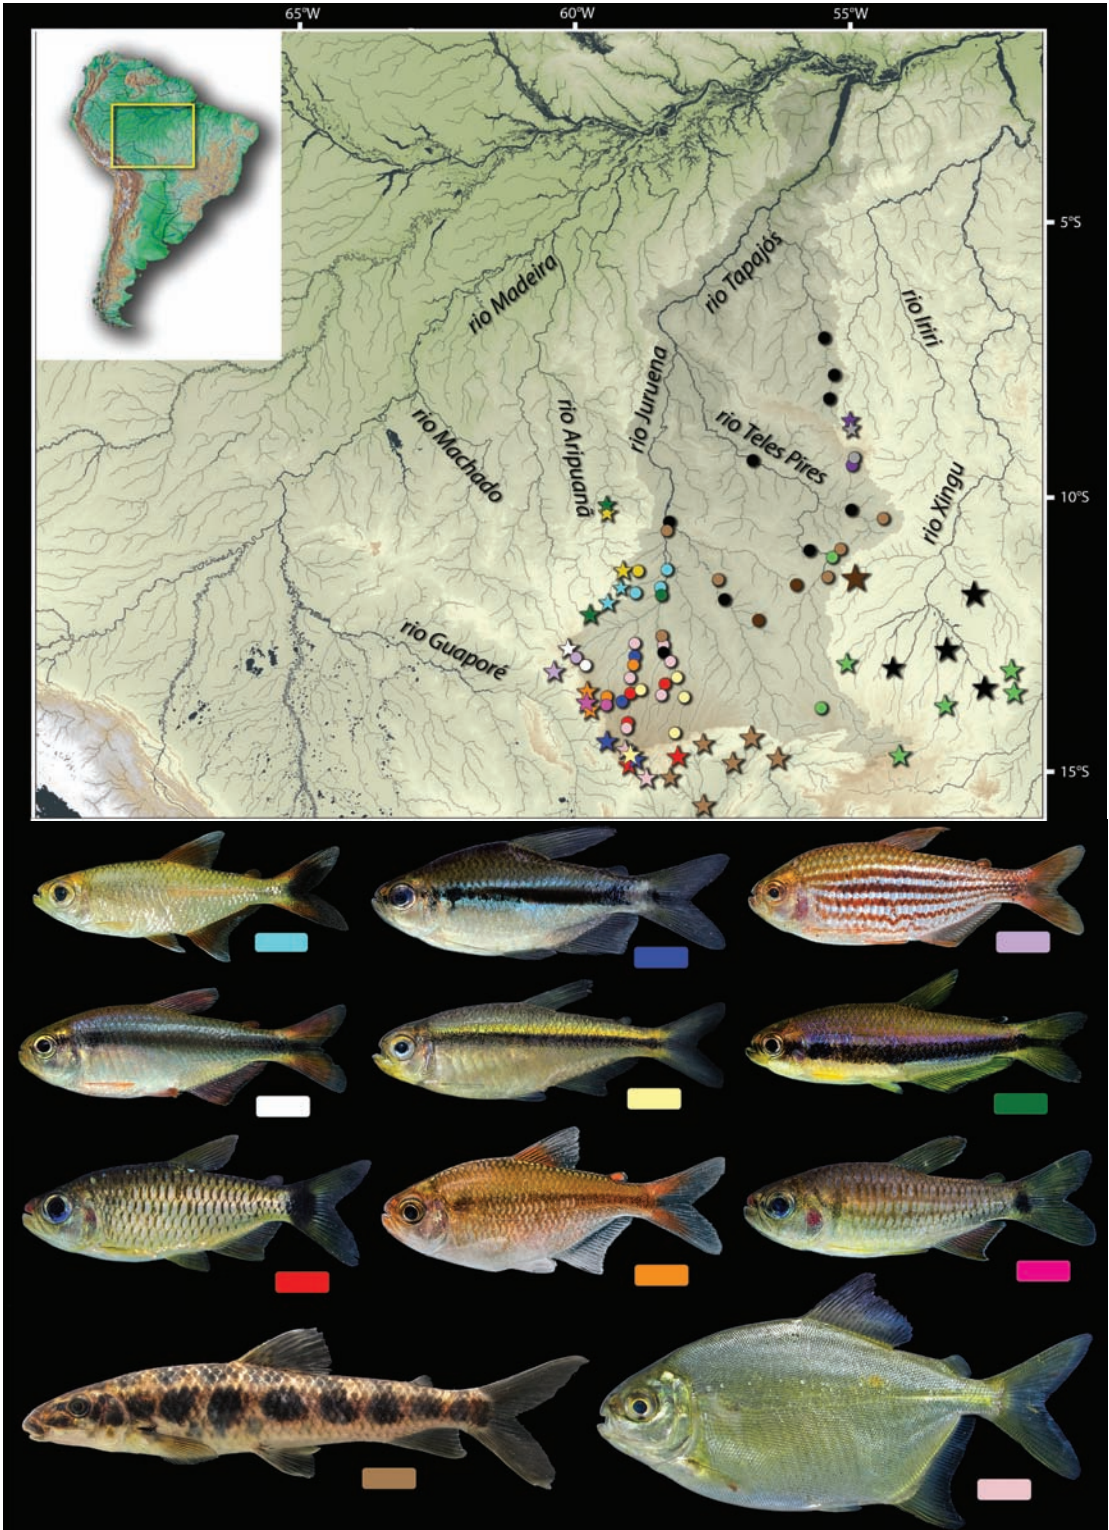 65°W
60°W
55°W
5°S
10°S
15°S
rio Madeira
rio Tapajós
rio Iriri
rio Juruena
rio Machado
rio Aripuanã
rio Teles Pires
rio Xingu
rio Guaporé